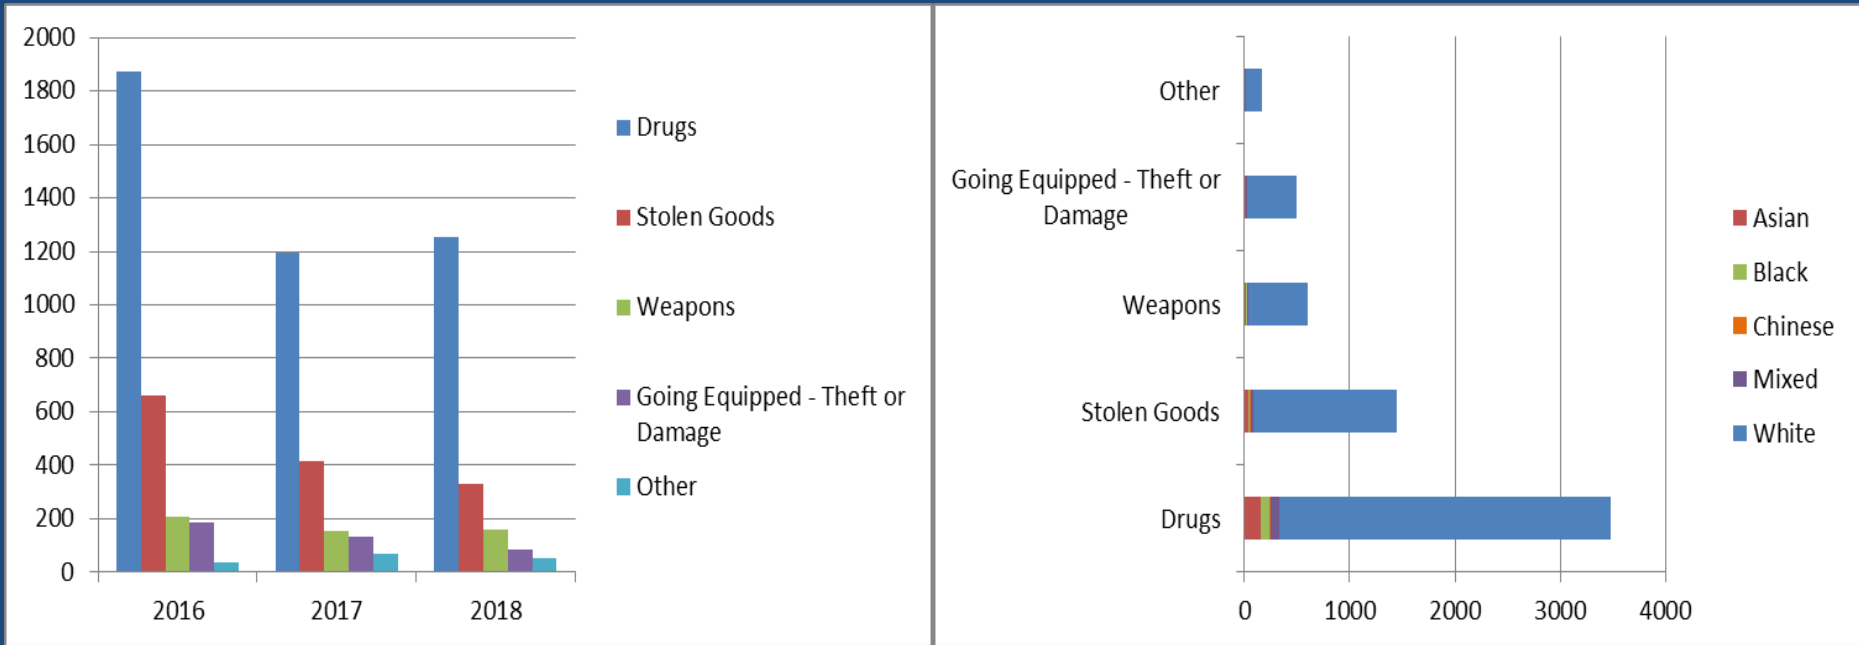 2000
1800
1600
1400
1200
1000
800
600
400
200
0
2016
2017
2018
Drugs
Stolen Goods
Weapons
Going Equipped - Theft or
Damage
Other
Other
Going Equipped - Theft or
Damage
Weapons
Stolen Goods
Drugs
0
1000
2000
3000
4000
Asian
Black
Chinese
Mixed
White